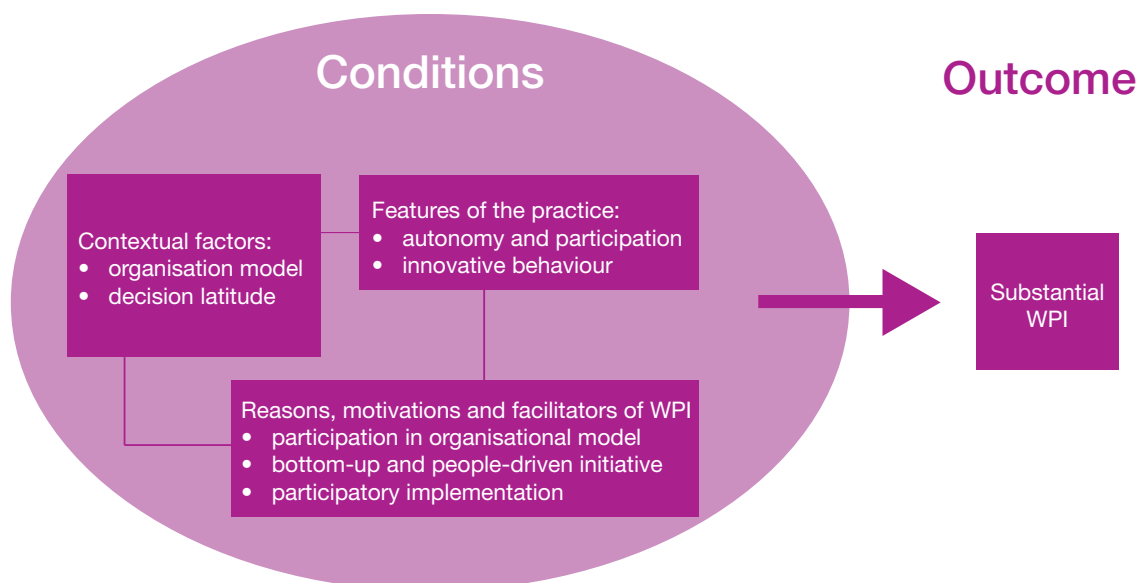 Conditions
Outcome
Contextual factors:
• organisation model
• decision latitude
Features of the practice:
• autonomy and participation
• innovative behaviour
Reasons, motivations and facilitators of WPI
• participation in organisational model
• bottom-up and people-driven initiative
• participatory implementation
Substantial
WPI